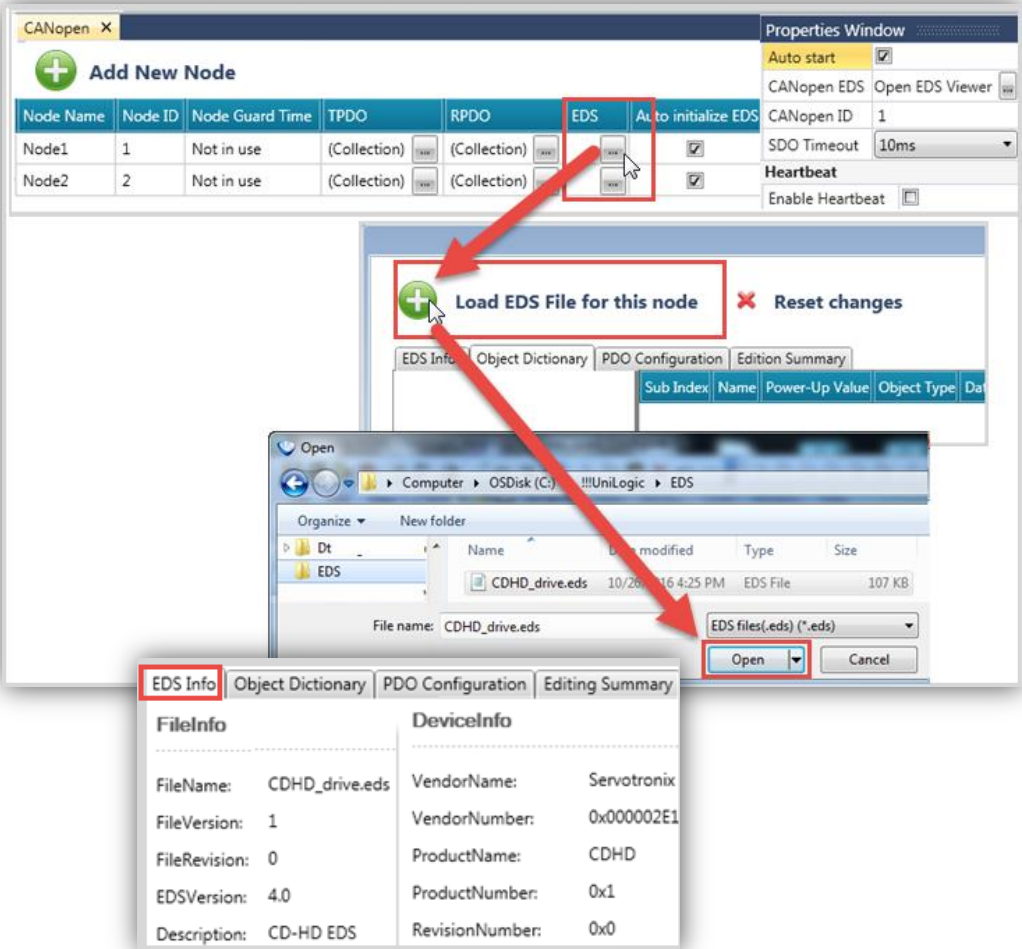 CANopen X
Properties Window
Add New Node
Auto start
CANopen EDS Open EDS Viewer ...
Node Name Node ID Node Guard Time TPDO RPDO EDS Auto initialize EDS
CANopen ID 1
Node1 1 Not in use (Collection) ... (Collection) ... ...
SDO Timeout 10ms
Node2 2 Not in use (Collection) ... (Collection) ... ...
Heartbeat
Enable Heartbeat
Load EDS File for this node Reset changes
EDS Info Object Dictionary PDO Configuration Edition Summary
Sub Index Name Power-Up Value Object Type Dat
Open
Computer OSDisk (C:) !!!UniLogic EDS
Organize New folder
Dt _ Name modified Type Size
EDS CDHD_drive.eds 4:25 PM EDS File 107 KB
File name: CDHD_drive.eds EDS files(.eds) (*.eds)
Open Cancel
EDS Info Object Dictionary PDO Configuration Editing Summary
FileInfo DeviceInfo
FileName: CDHD_drive.eds VendorName: Servotronix
FileVersion: 1 VendorNumber: 0x000002E1
FileRevision: 0 ProductName: CDHD
EDSVersion: 4.0 ProductNumber: 0x1
Description: CD-HD EDS RevisionNumber: 0x0